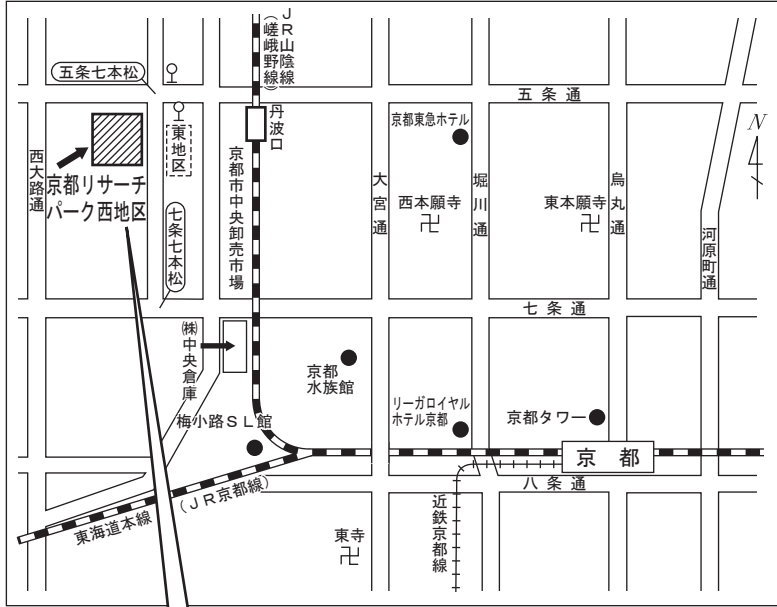 JR山陰線
(嵯峨野線)
五条七本松
五条通
丹波口
京都東急ホテル
N
東地区
西大路通
京都リサーチ
パーク西地区
京都市中央卸売市場
大宮通
西本願寺
卍
堀川通
東本願寺
卍
烏丸通
河原町通
七条七本松
七条通
㈱中央倉庫
京都
水族館
梅小路SL館
リーガロイヤル
ホテル京都
京都タワー
京都
八条通
東海道本線
(JR京都線)
近鉄京都線
東寺
卍